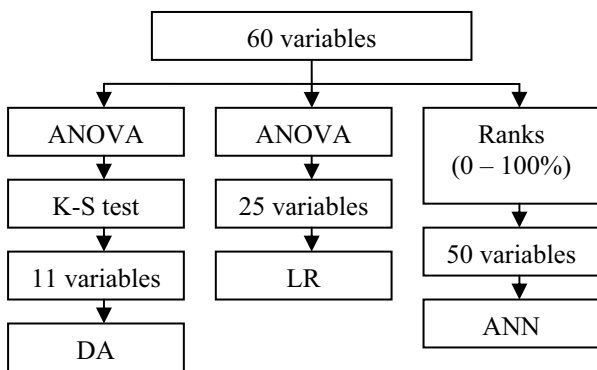 60 variables
ANOVA
K-S test
11 variables
DA
ANOVA
25 variables
LR
Ranks
(0 – 100%)
50 variables
ANN